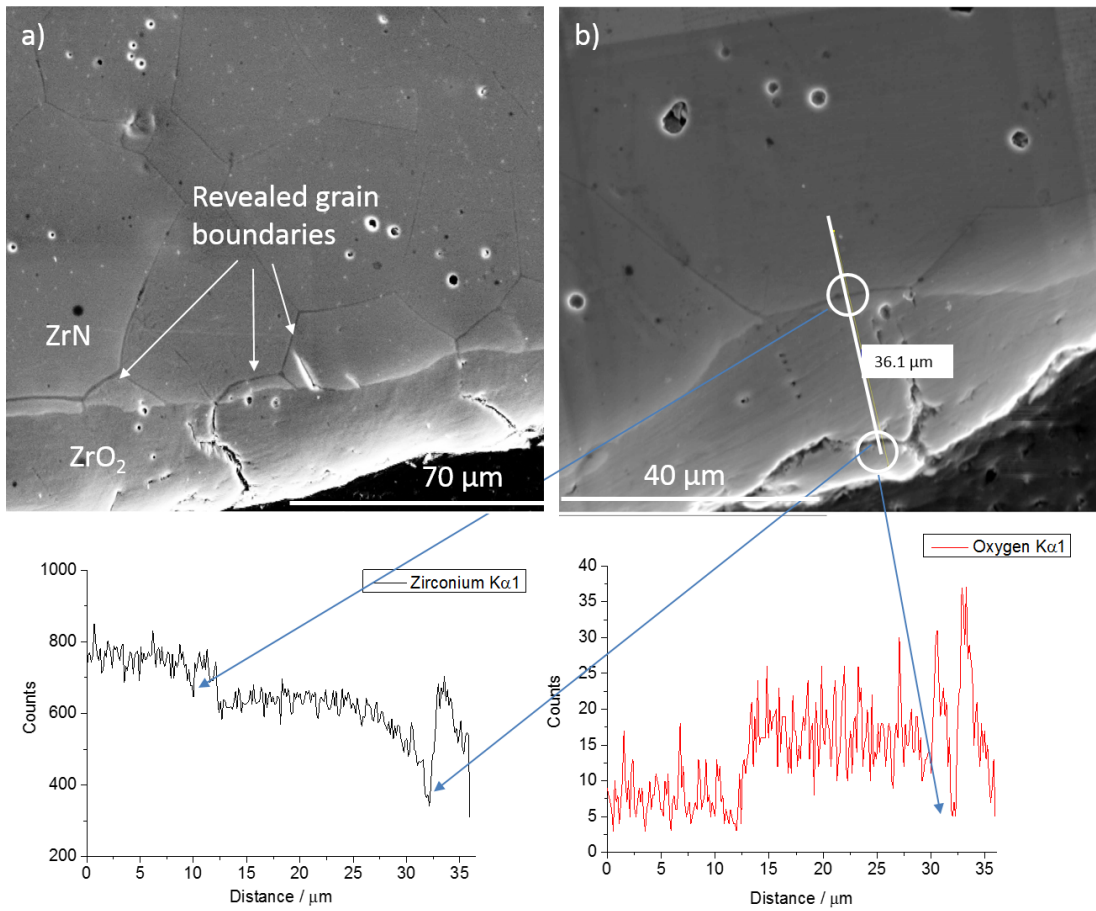 a)
Revealed grain
boundaries
ZrN
ZrO₂
70 µm
b)
36.1 µm
40 µm
Zirconium Kα1
1000
800
600
400
200
Counts
0 5 10 15 20 25 30 35
Distance / µm
Oxygen Kα1
40
35
30
25
20
15
10
5
0
Counts
0 5 10 15 20 25 30 35
Distance / µm